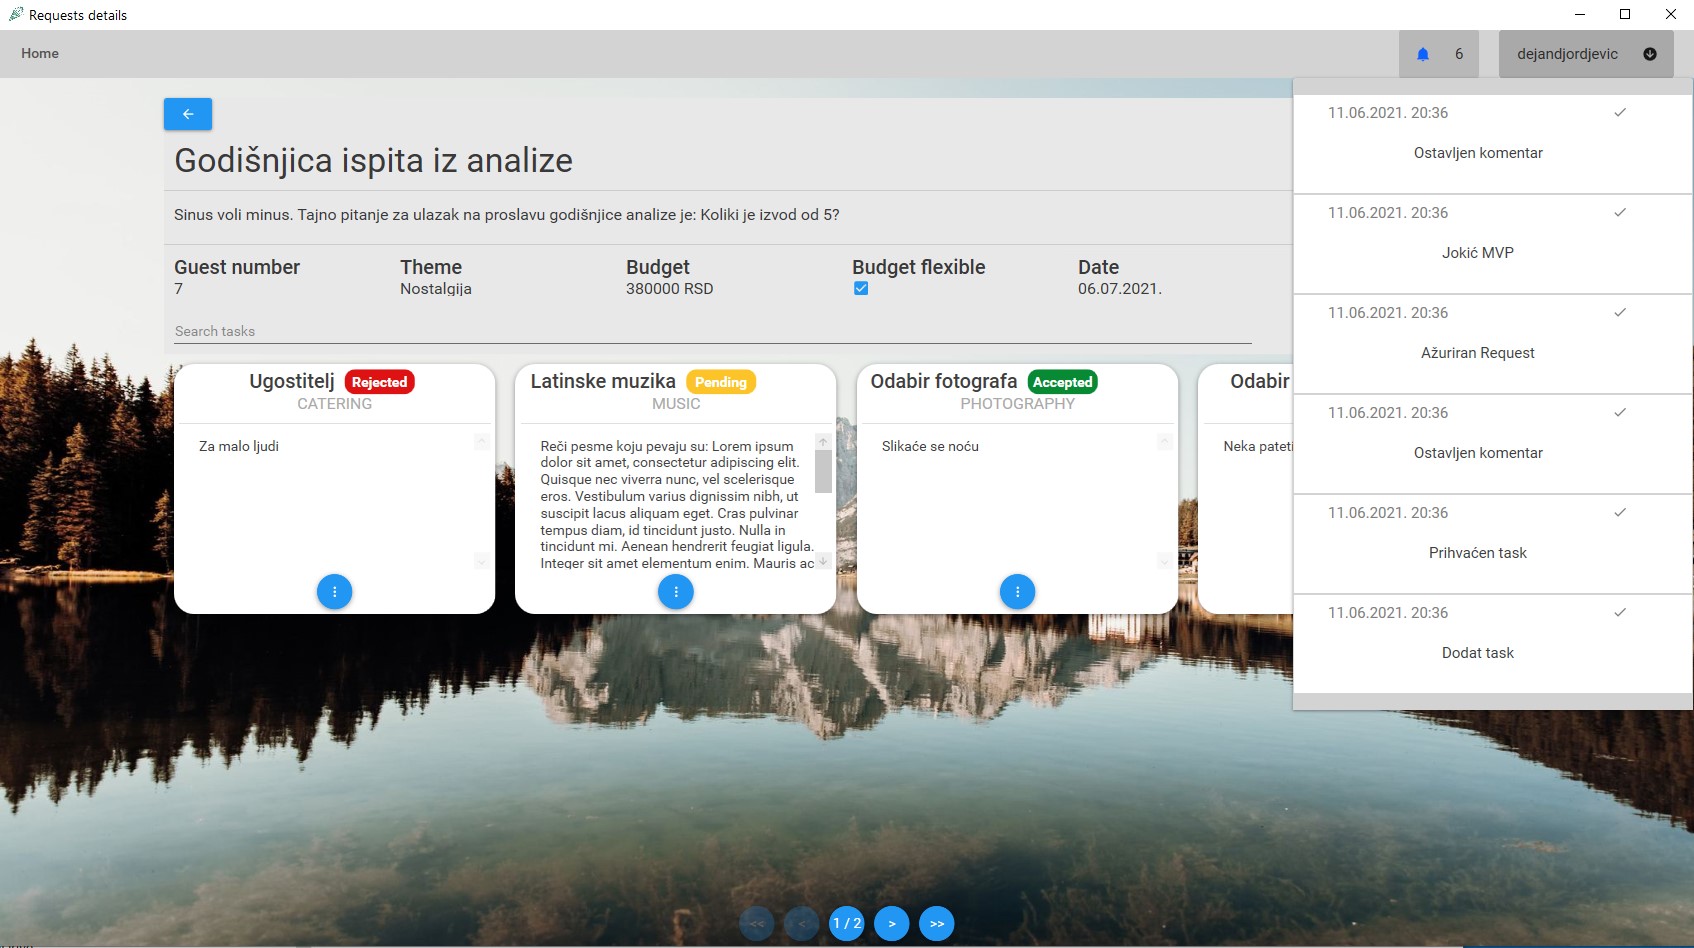 Requests details
Home
6
dejandjordjevic
Godišnjica ispita iz analize
Sinus voli minus. Tajno pitanje za ulazak na proslavu godišnjice analize je: Koliki je izvod od 5?
Guest number
Theme
Budget
Budget flexible
Date
7
Nostalgija
380000 RSD
06.07.2021.
Search tasks
Ugostitelj Rejected
CATERING
Za malo ljudi
Latinske muzika Pending
MUSIC
Reči pesme koju pevaju su: Lorem ipsum
dolor sit amet, consectetur adipiscing elit.
Quisque nec viverra nunc, vel scelerisque
eros. Vestibulum varius dignissim nibh, ut
suscipit lacus aliquam eget. Cras pulvinar
tempus diam, id tincidunt justo. Nulla in
tincidunt mi. Aenean hendrerit feugiat ligula.
Integer sit amet elementum enim. Mauris ac
Odabir fotografa Accepted
PHOTOGRAPHY
Slikaće se noću
Odabir
Neka pateti
11.06.2021. 20:36
Ostavljen komentar
11.06.2021. 20:36
Jokić MVP
11.06.2021. 20:36
Ažuriran Request
11.06.2021. 20:36
Ostavljen komentar
11.06.2021. 20:36
Prihvaćen task
11.06.2021. 20:36
Dodat task
<< < 1 / 2 > >>